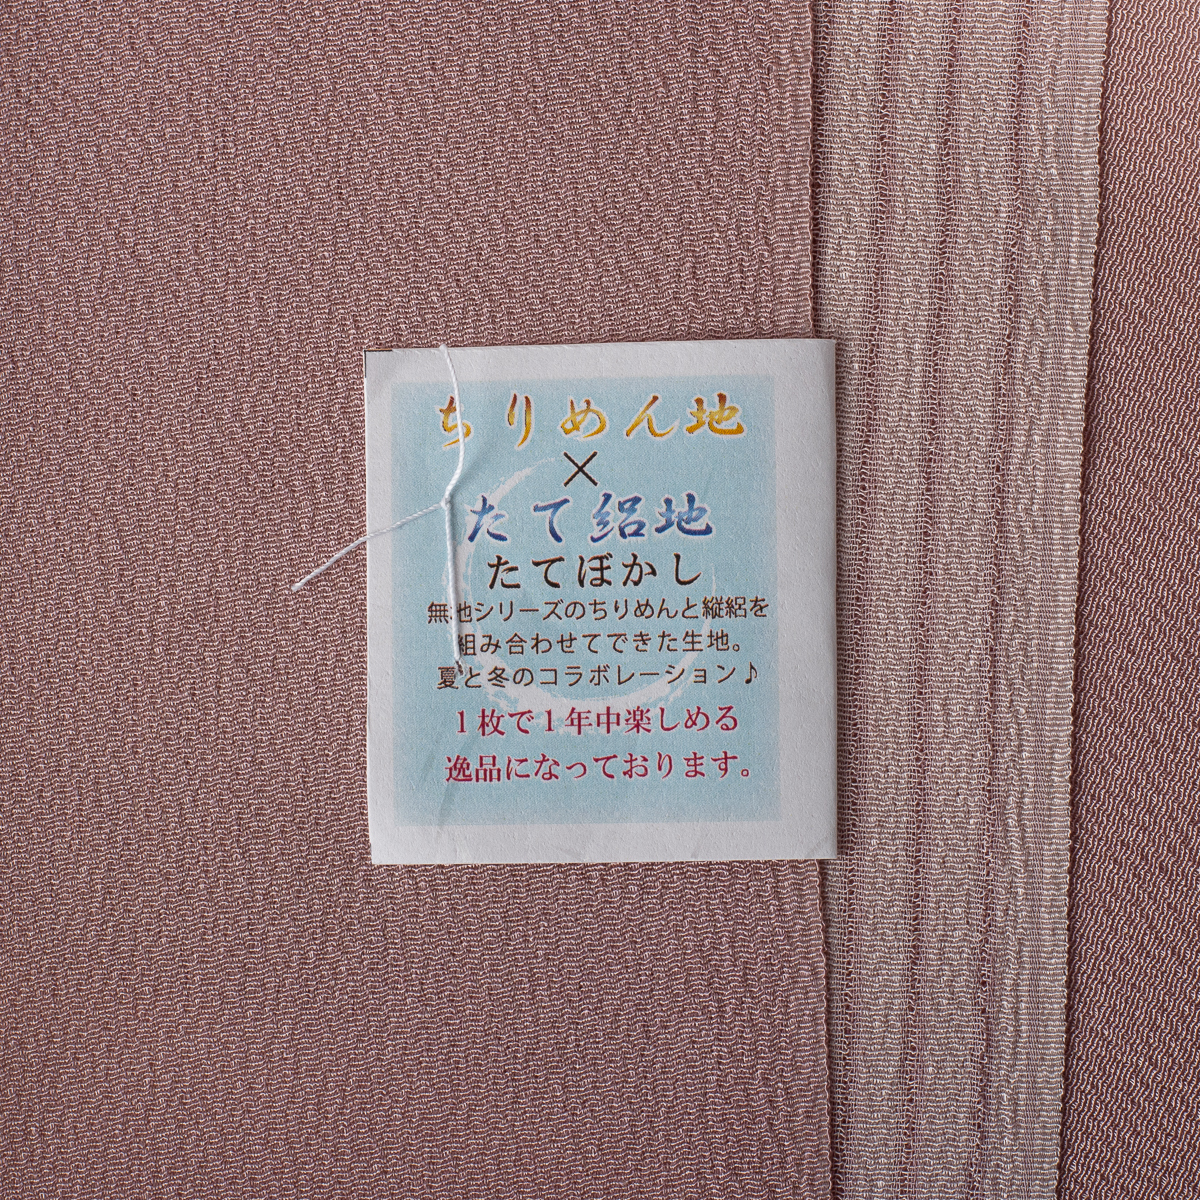 ちりめん地
×
たて絽地
たてぼかし
無地シリーズのちりめんと縦絽を
組み合わせてできた生地。
夏と冬のコラボレーション♪
1枚で1年中楽しめる
逸品になっております。